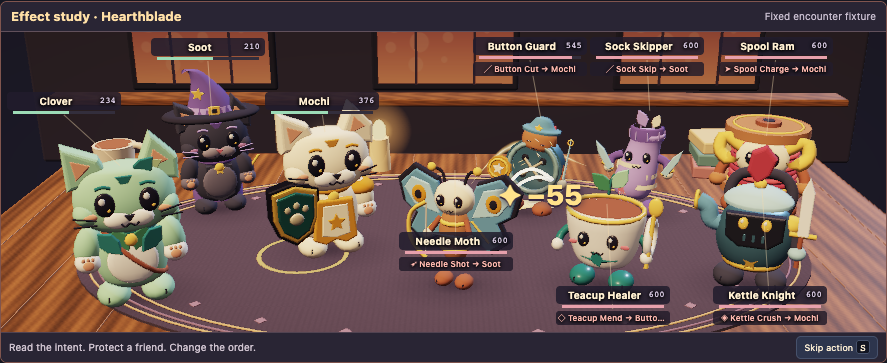 Effect study · Hearthblade
Fixed encounter fixture
Soot 210
Button Guard 545
Button Cut → Mochi
Sock Skipper 600
Sock Skip → Soot
Spool Ram 600
Spool Charge → Mochi
Clover 234
Mochi 376
-55
Needle Moth 600
Needle Shot → Soot
Teacup Healer 600
Teacup Mend → Butto...
Kettle Knight 600
Kettle Crush → Mochi
Read the intent. Protect a friend. Change the order.
Skip action S